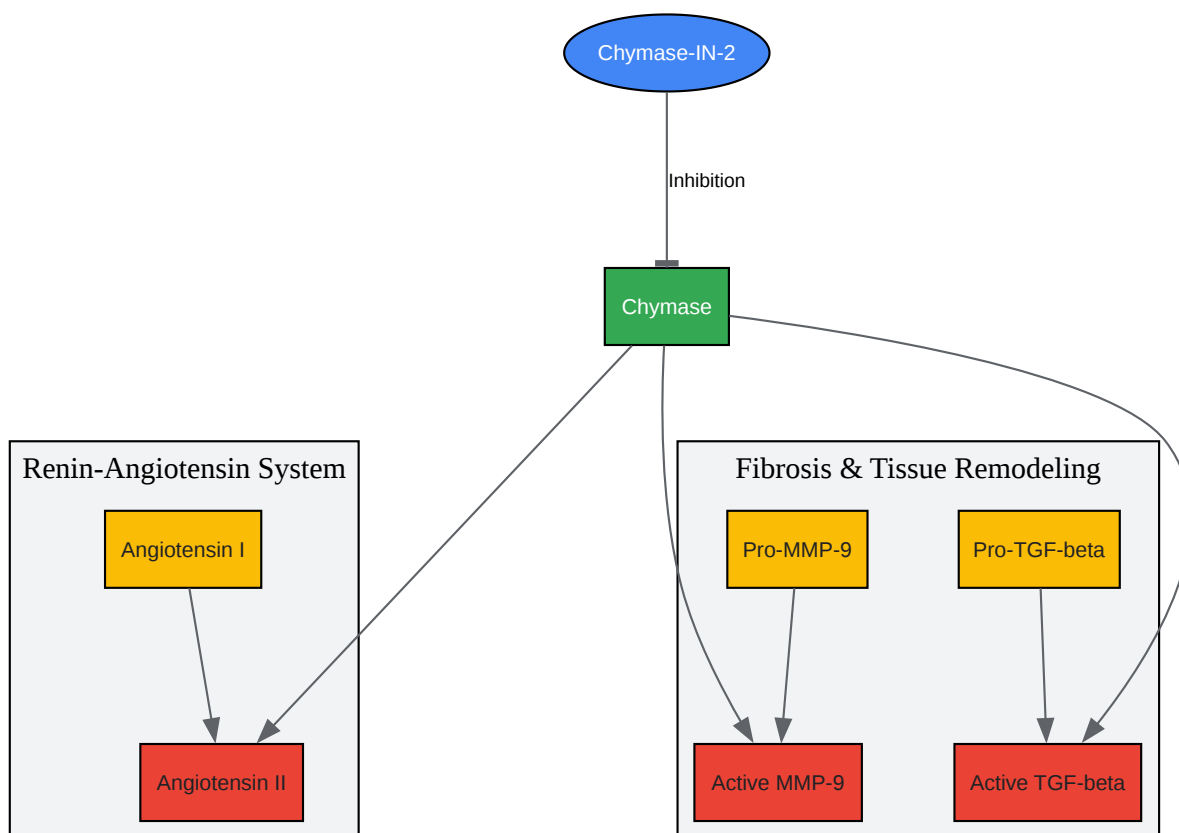 Chymase-IN-2
Inhibition
Chymase
Renin-Angiotensin System
Fibrosis & Tissue Remodeling
Angiotensin I
Pro-MMP-9
Pro-TGF-beta
Angiotensin II
Active MMP-9
Active TGF-beta